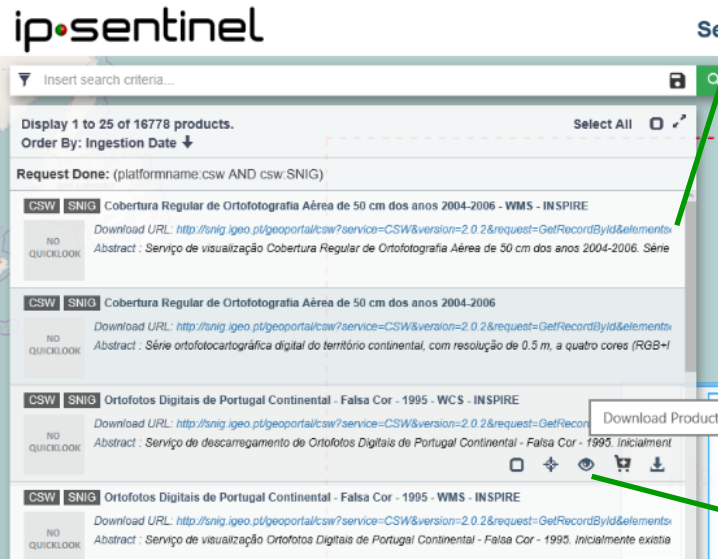 ip sentinel
Se
Insert search criteria...
Display 1 to 25 of 16778 products.
Select All
Order By: Ingestion Date
Request Done: (platformname:csw AND csw:SNIG)
CSW SNIG Cobertura Regular de Ortofotografia Aérea de 50 cm dos anos 2004-2006 - WMS - INSPIRE
NO QUICKLOOK
Download URL: http://snig.igeo.pt/geoportal/csw?service=CSW&version=2.0.2&request=GetRecordById&elements
Abstract : Serviço de visualização Cobertura Regular de Ortofotografia Aérea de 50 cm dos anos 2004-2006. Série
CSW SNIG Cobertura Regular de Ortofotografia Aérea de 50 cm dos anos 2004-2006
NO QUICKLOOK
Download URL: http://snig.igeo.pt/geoportal/csw?service=CSW&version=2.0.2&request=GetRecordById&elements
Abstract : Série ortofotocartográfica digital do território continental, com resolução de 0.5 m, a quatro cores (RGB+I
CSW SNIG Ortofotos Digitais de Portugal Continental - Falsa Cor - 1995 - WCS - INSPIRE
NO QUICKLOOK
Download URL: http://snig.igeo.pt/geoportal/csw?service=CSW&version=2.0.2&request=GetRecor
Download Product
Abstract : Serviço de descarregamento de Ortofotos Digitais de Portugal Continental - Falsa Cor - 1995. Inicialment
CSW SNIG Ortofotos Digitais de Portugal Continental - Falsa Cor - 1995 - WMS - INSPIRE
NO QUICKLOOK
Download URL: http://snig.igeo.pt/geoportal/csw?service=CSW&version=2.0.2&request=GetRecordById&elements
Abstract : Serviço de visualização Ortofotos Digitais de Portugal Continental - Falsa Cor - 1995. Inicialmente existia